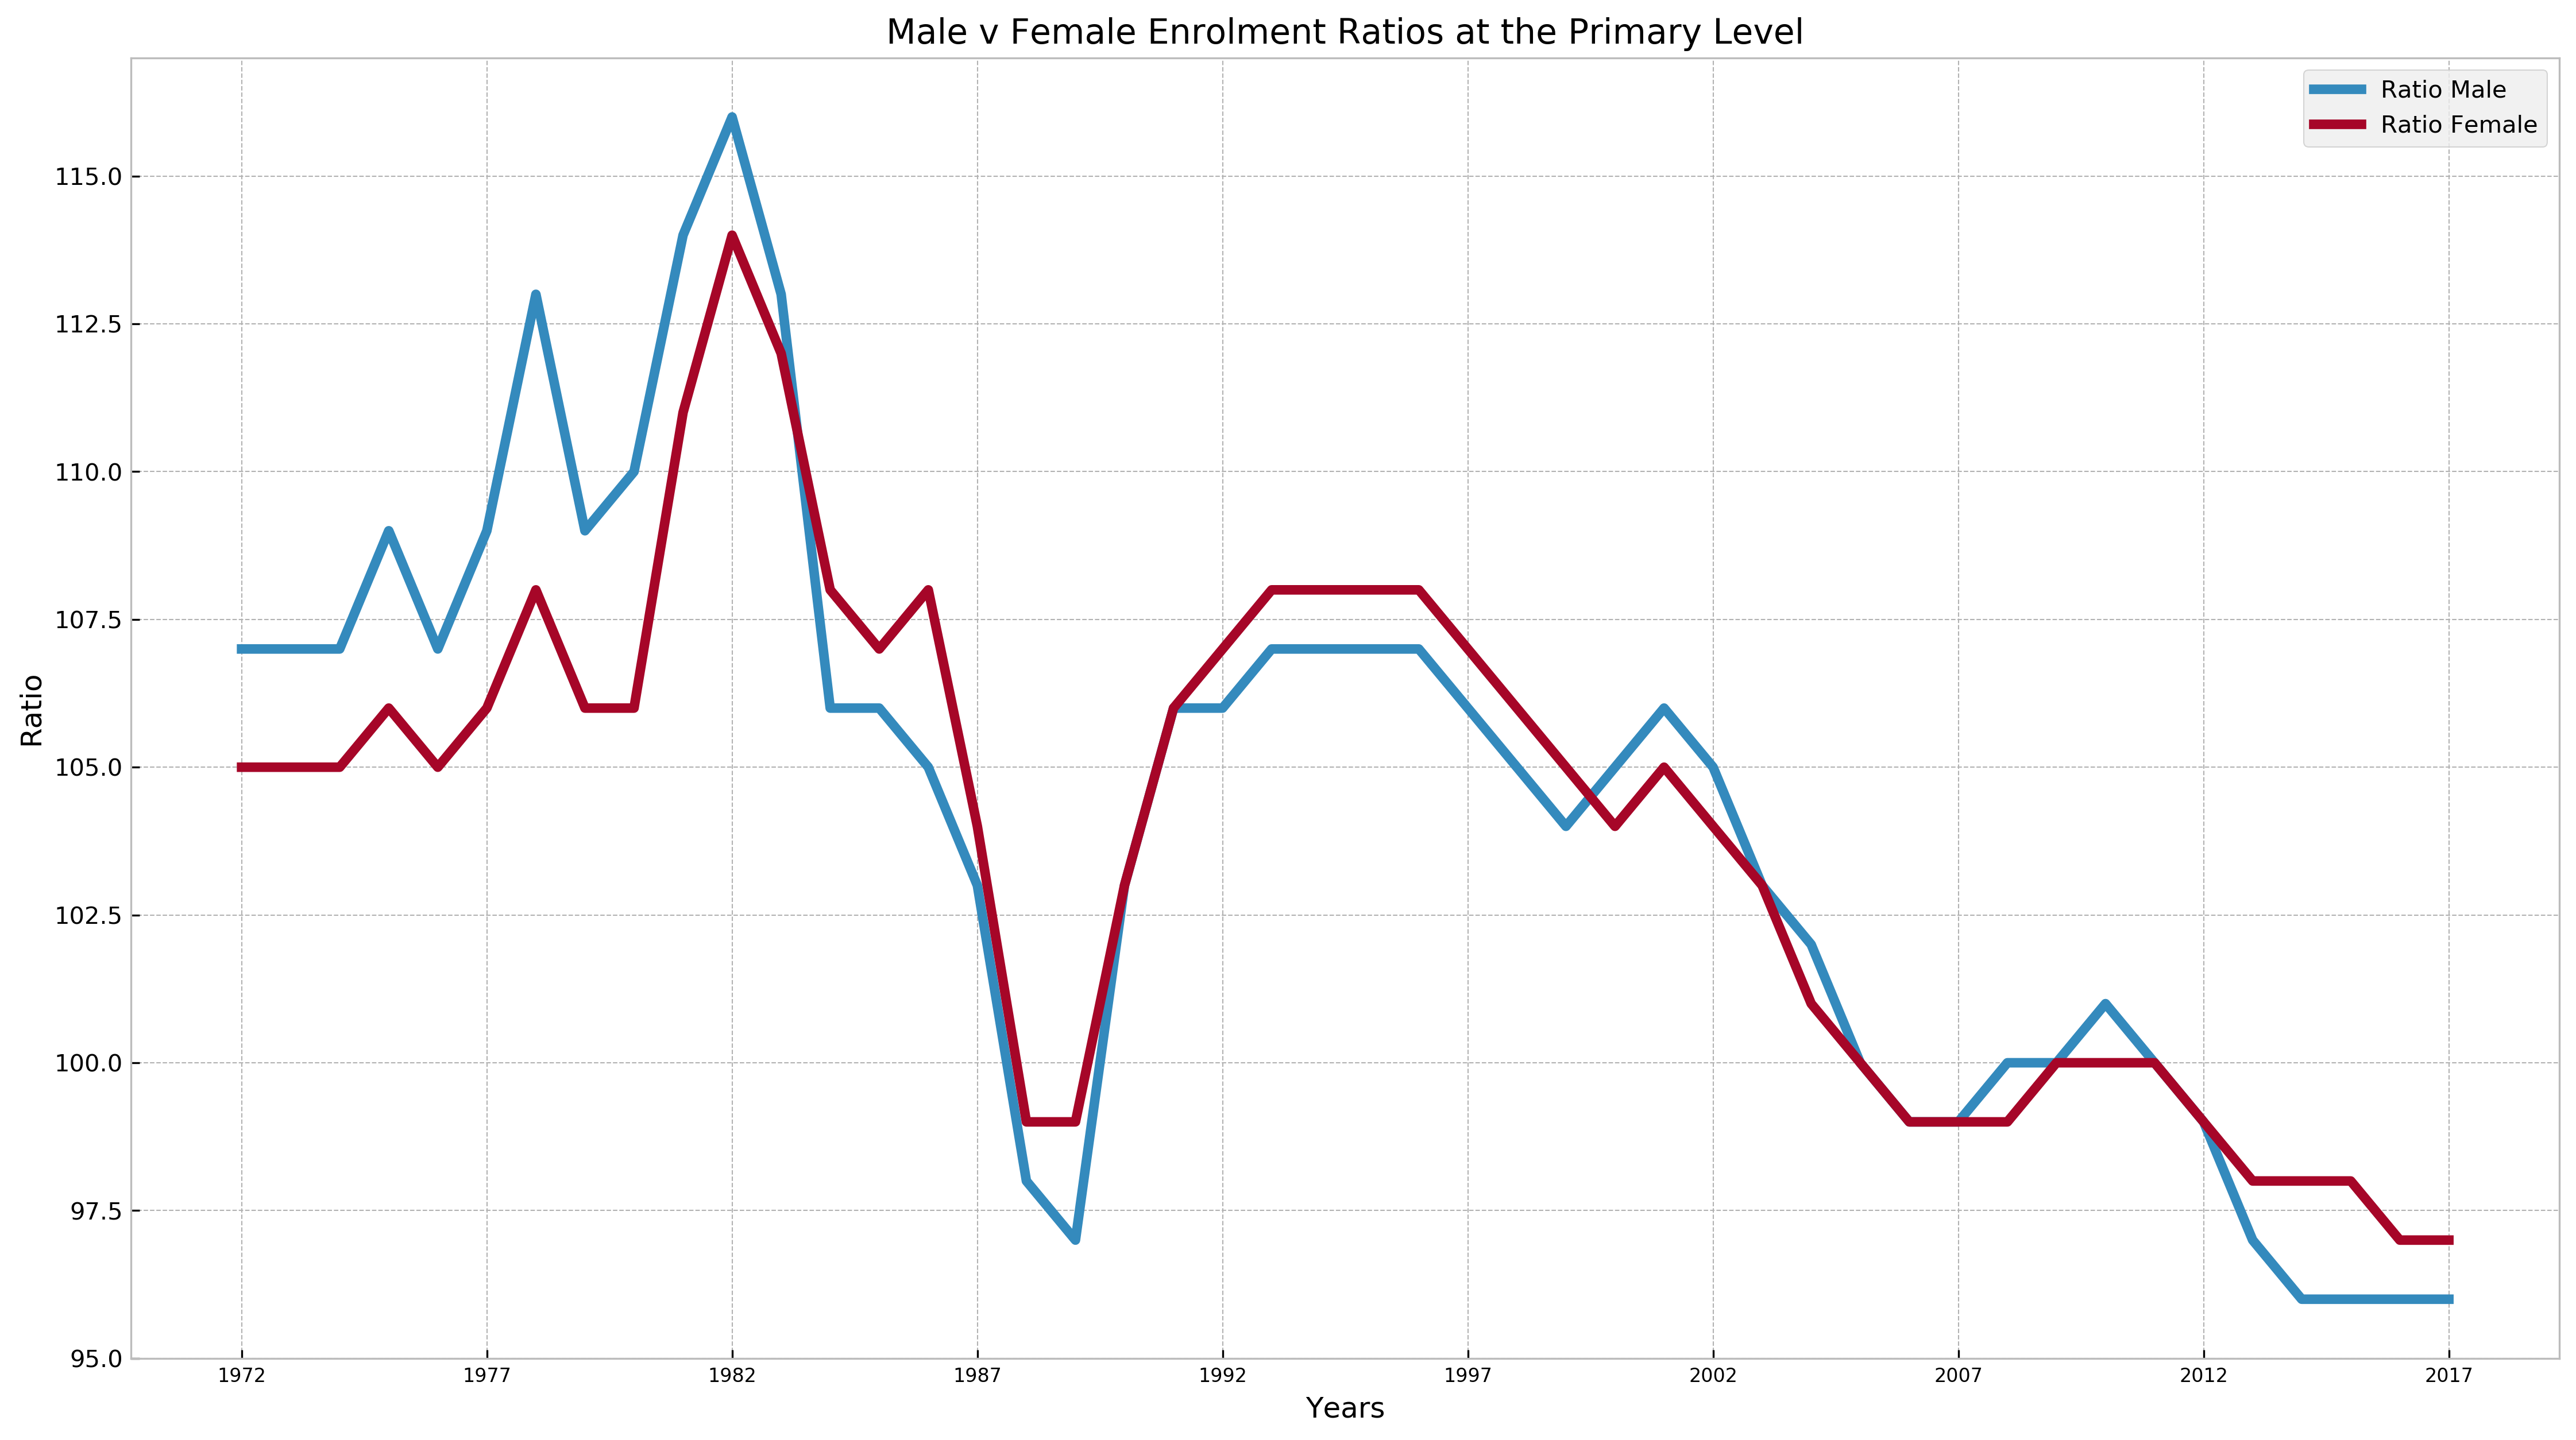 Male v Female Enrolment Ratios at the Primary Level
Ratio Male
Ratio Female
115.0
112.5
110.0
107.5
105.0
102.5
100.0
97.5
95.0
Ratio
1972 1977 1982 1987 1992 1997 2002 2007 2012 2017
Years